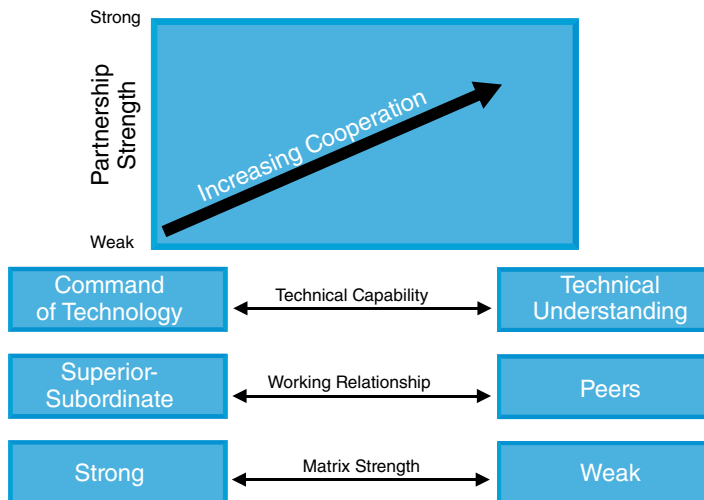 Strong
Partnership
Strength
Increasing Cooperation
Weak
Command
of Technology
Technical Capability
Technical
Understanding
Superior-
Subordinate
Working Relationship
Peers
Strong
Matrix Strength
Weak